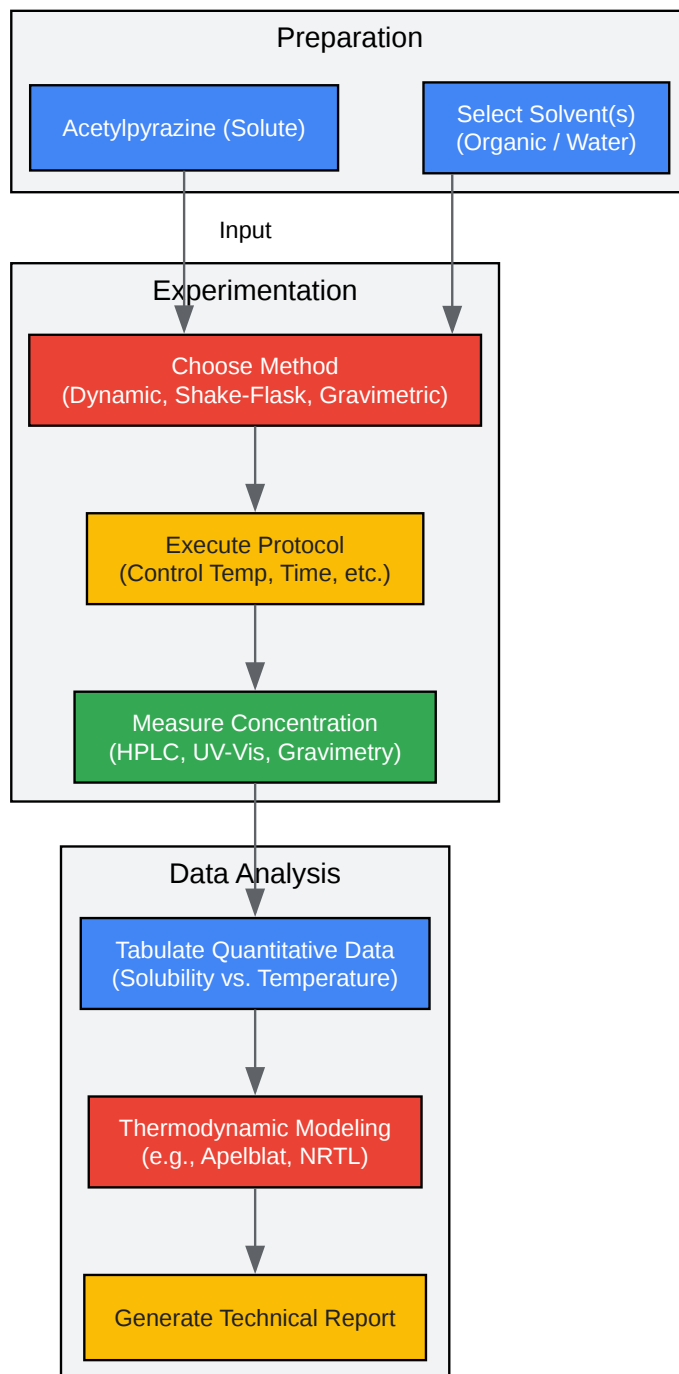 Preparation
Acetylpyrazine (Solute)
Select Solvent(s)
(Organic / Water)
Input
Experimentation
Choose Method
(Dynamic, Shake-Flask, Gravimetric)
Execute Protocol
(Control Temp, Time, etc.)
Measure Concentration
(HPLC, UV-Vis, Gravimetry)
Data Analysis
Tabulate Quantitative Data
(Solubility vs. Temperature)
Thermodynamic Modeling
(e.g., Apelblat, NRTL)
Generate Technical Report